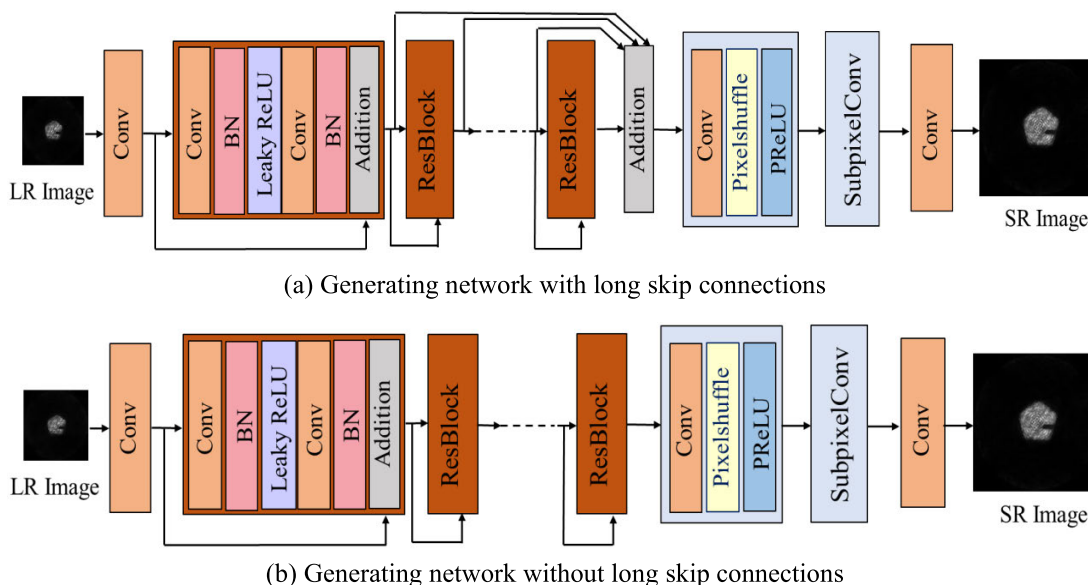 LR Image
Conv
Conv
BN
Leaky ReLU
Conv
BN
Addition
ResBlock
ResBlock
Addition
Conv
Pixelshuffle
PReLU
SubpixelConv
Conv
SR Image
(a) Generating network with long skip connections
LR Image
Conv
Conv
BN
Leaky ReLU
Conv
BN
Addition
ResBlock
ResBlock
Conv
Pixelshuffle
PReLU
SubpixelConv
Conv
SR Image
(b) Generating network without long skip connections